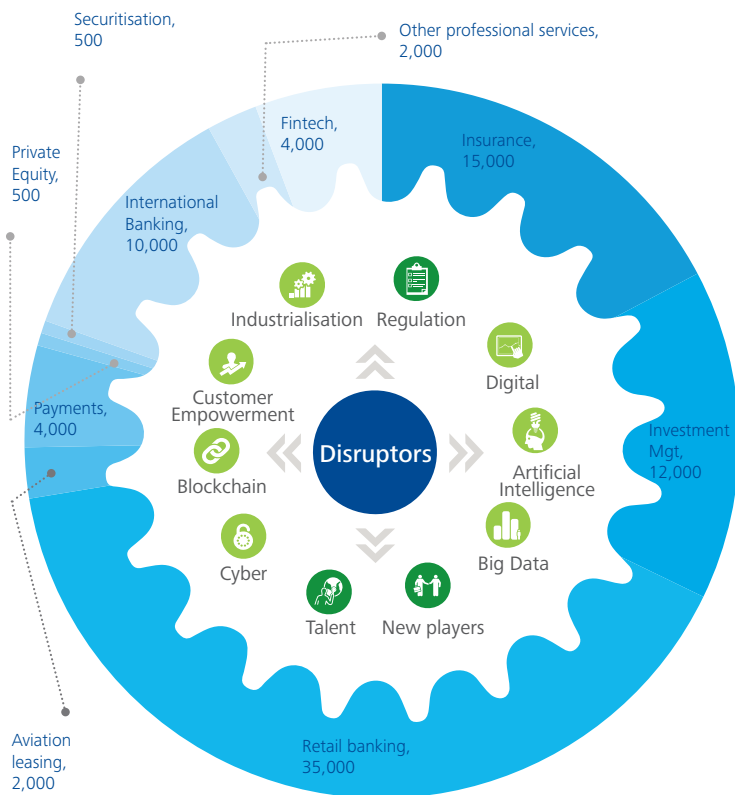 Securitisation,
500
Other professional services,
2,000
Fintech,
4,000
Insurance,
15,000
Private
Equity,
500
International
Banking,
10,000
Industrialisation
Regulation
Customer
Empowerment
Digital
Payments,
4,000
Disruptors
Investment
Mgt,
12,000
Blockchain
Artificial
Intelligence
Cyber
Big Data
Talent
New players
Aviation
leasing,
2,000
Retail banking,
35,000